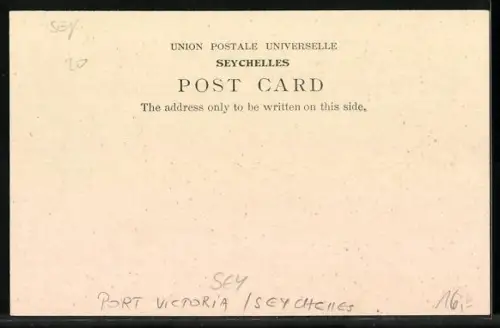 SEY
20
UNION POSTALE UNIVERSELLE
SEYCHELLES
POST CARD
The address only to be written on this side.
SEY
PORT VICTORIA / SEYCHELLES
16,-